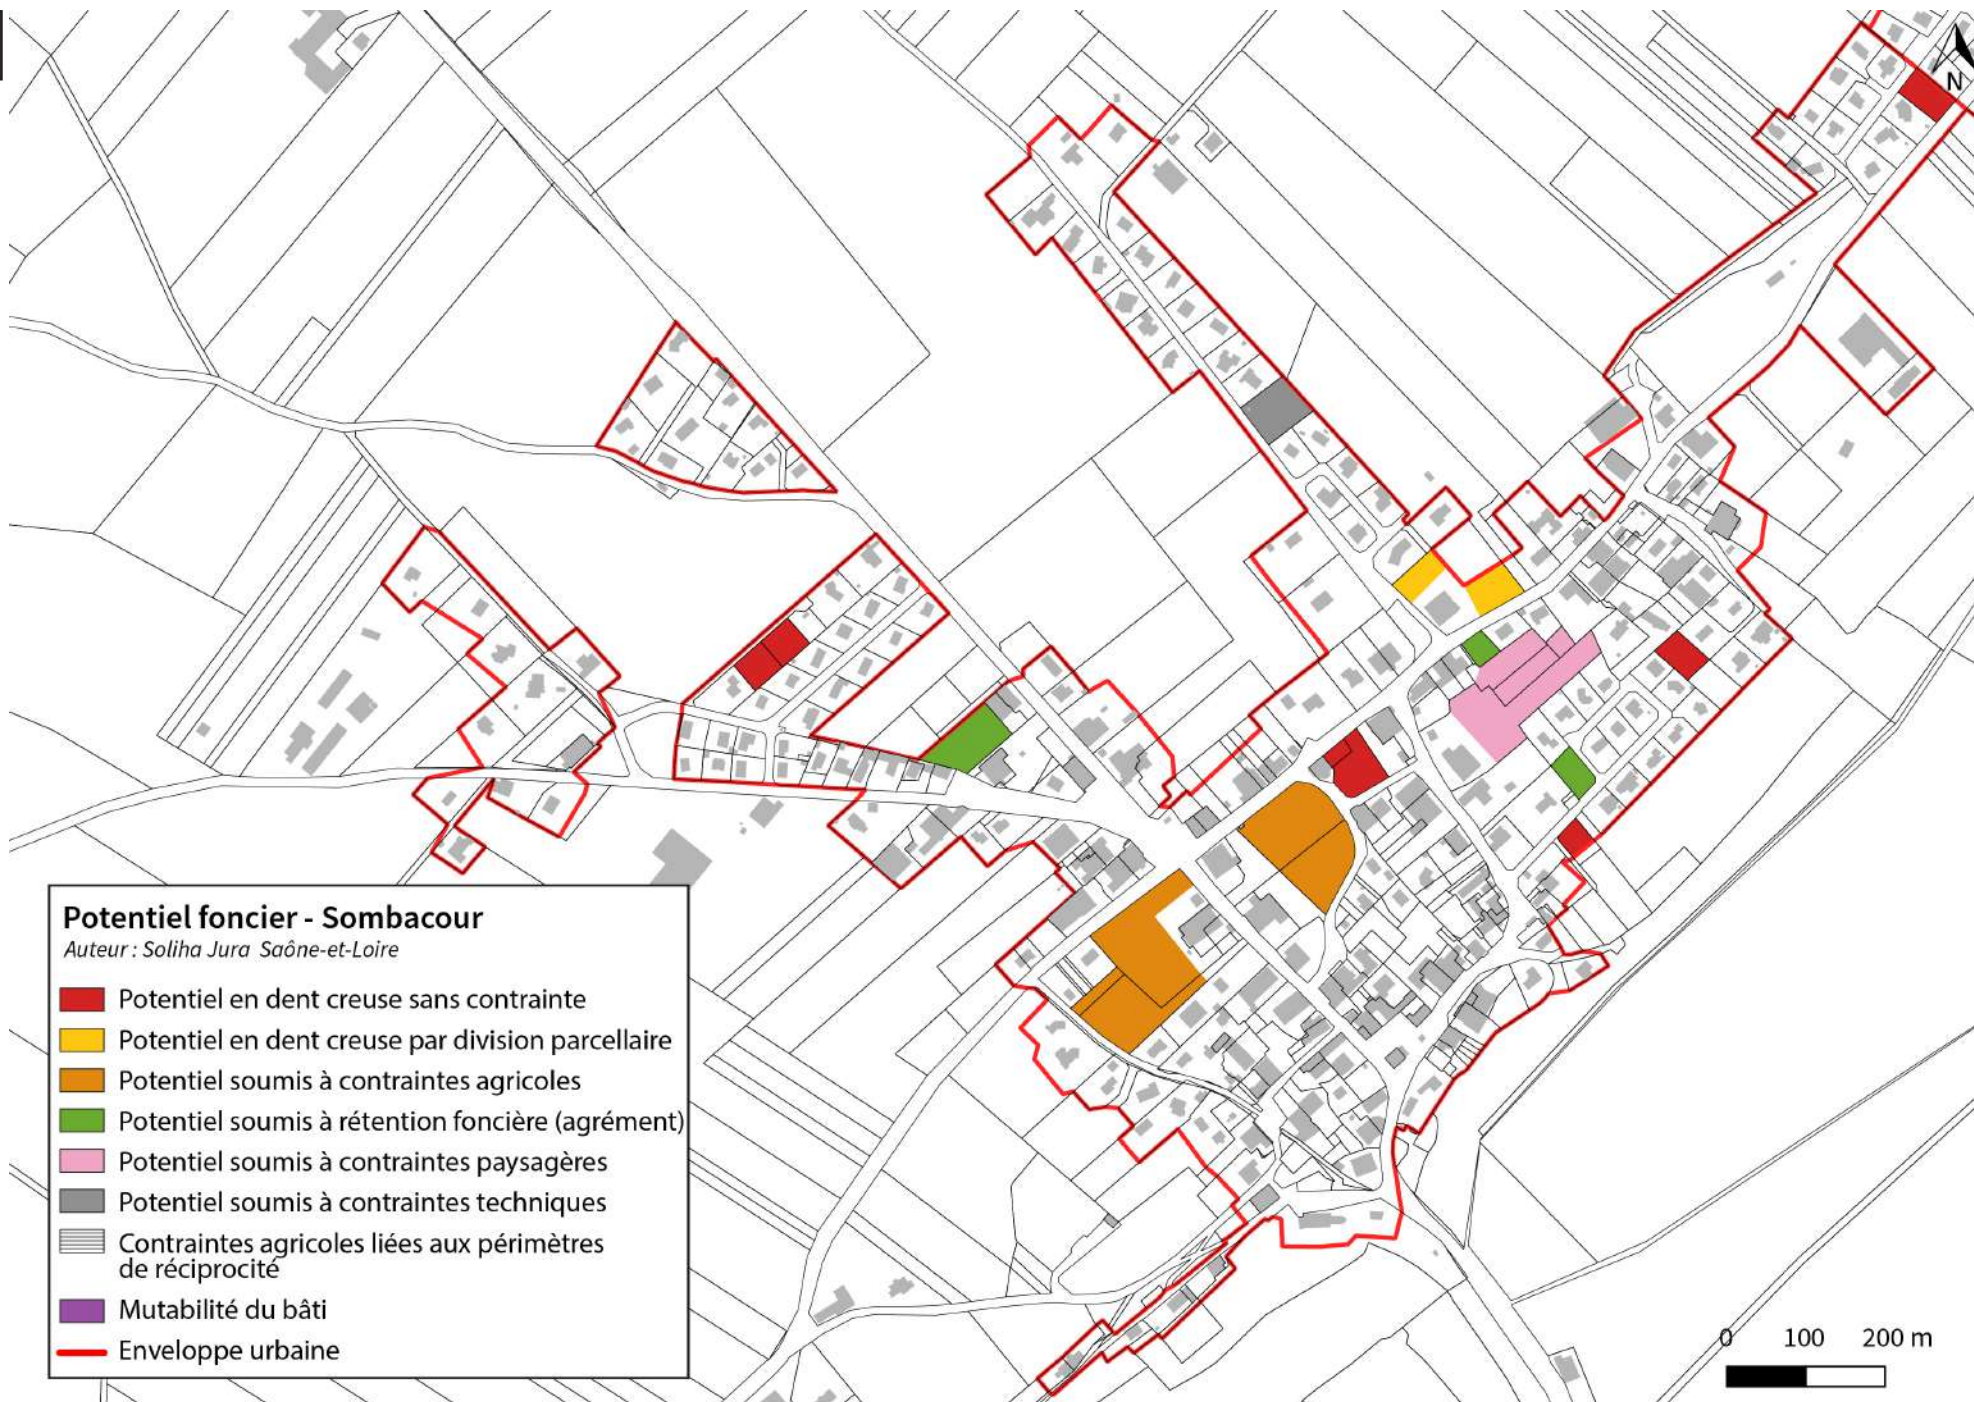 N
Potentiel foncier - Sombacour
Auteur : Soliha Jura Saône-et-Loire
Potentiel en dent creuse sans contrainte
Potentiel en dent creuse par division parcellaire
Potentiel soumis à contraintes agricoles
Potentiel soumis à rétention foncière (agrément)
Potentiel soumis à contraintes paysagères
Potentiel soumis à contraintes techniques
Contraintes agricoles liées aux périmètres
de réciprocité
Mutabilité du bâti
Enveloppe urbaine
0 100 200 m